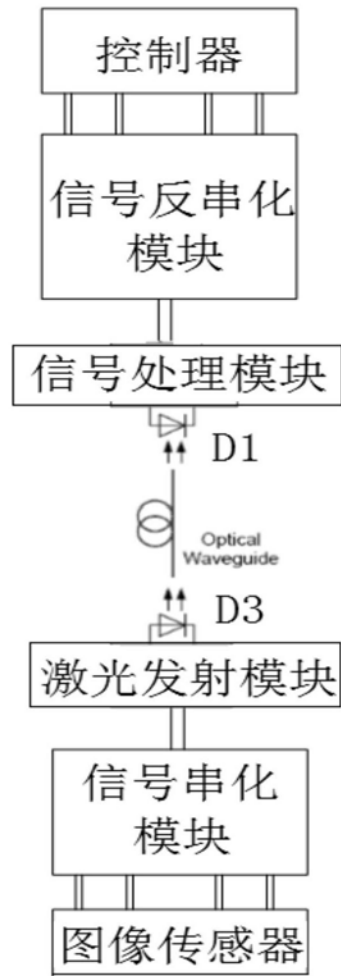 控制器
信号反串化
模块
信号处理模块
D1
Optical
Waveguide
D3
激光发射模块
信号串化
模块
图像传感器